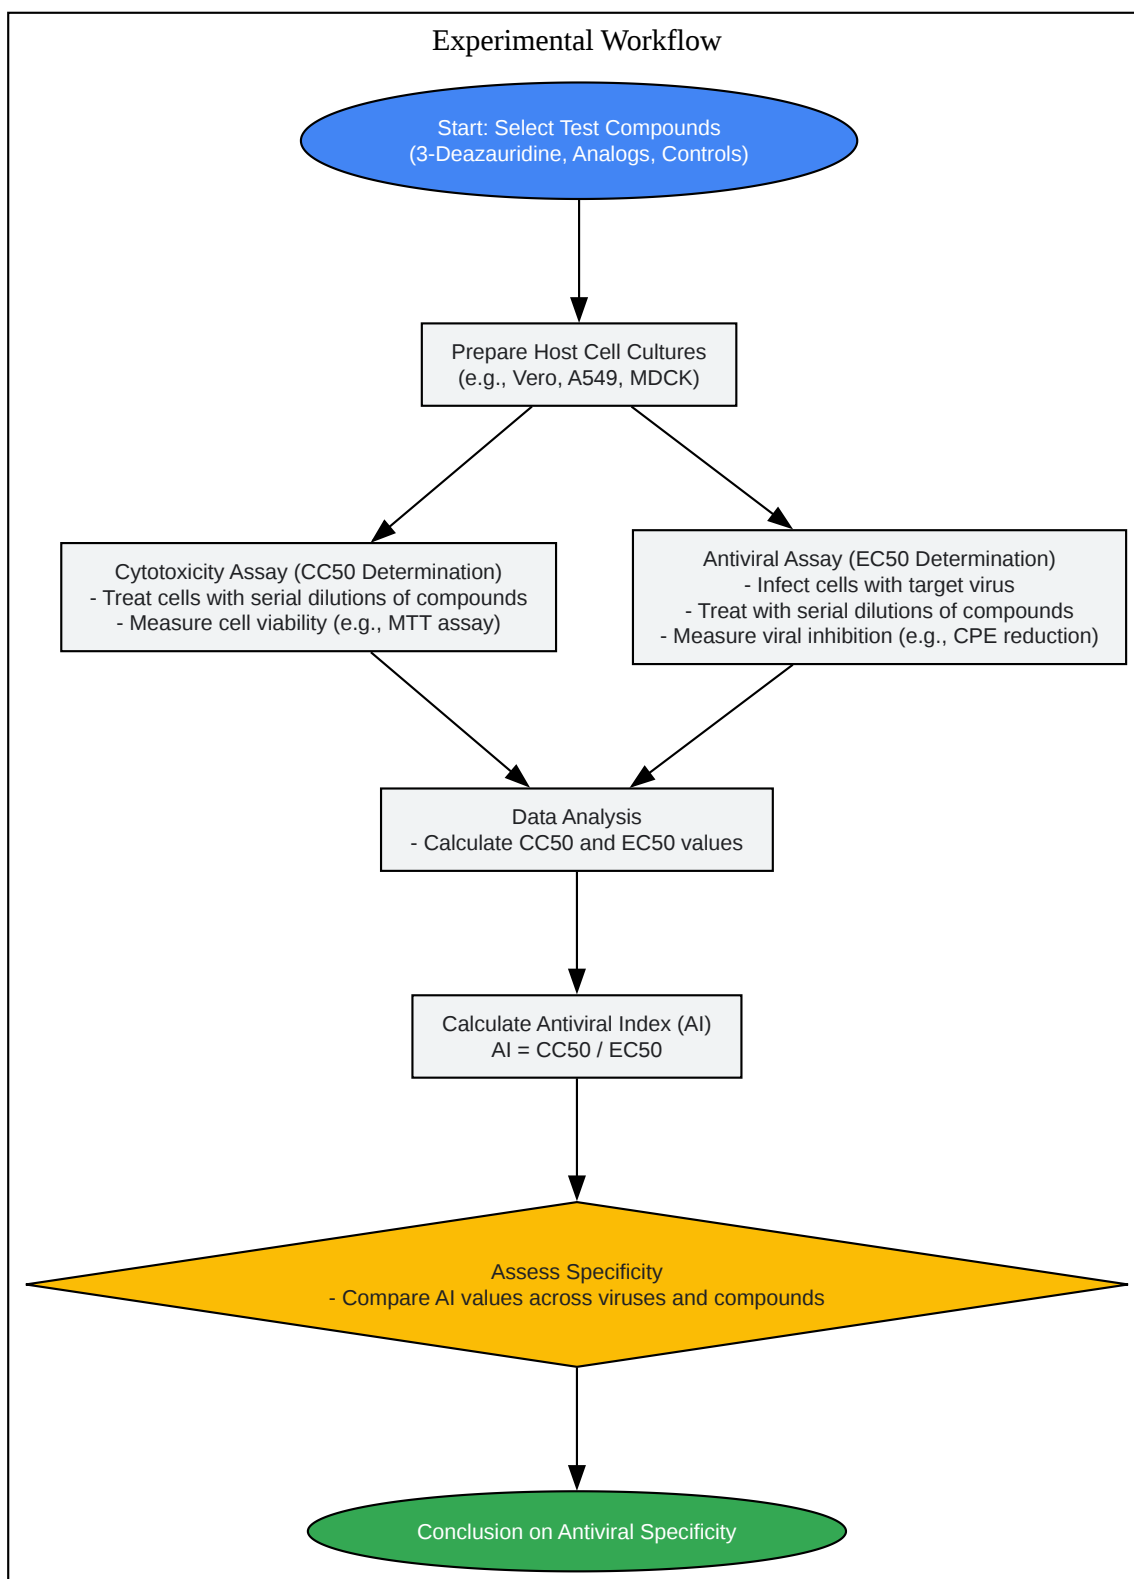 Experimental Workflow
Start: Select Test Compounds
(3-Deazauridine, Analogs, Controls)
Prepare Host Cell Cultures
(e.g., Vero, A549, MDCK)
Cytotoxicity Assay (CC50 Determination)
- Treat cells with serial dilutions of compounds
- Measure cell viability (e.g., MTT assay)
Antiviral Assay (EC50 Determination)
- Infect cells with target virus
- Treat with serial dilutions of compounds
- Measure viral inhibition (e.g., CPE reduction)
Data Analysis
- Calculate CC50 and EC50 values
Calculate Antiviral Index (AI)
AI = CC50 / EC50
Assess Specificity
- Compare AI values across viruses and compounds
Conclusion on Antiviral Specificity